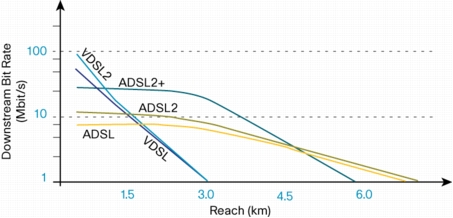 Downstream Bit Rate
(Mbit/s)
100
10
1
VDSL2
ADSL2+
ADSL2
ADSL
VDSL
1.5
3.0
4.5
6.0
Reach (km)